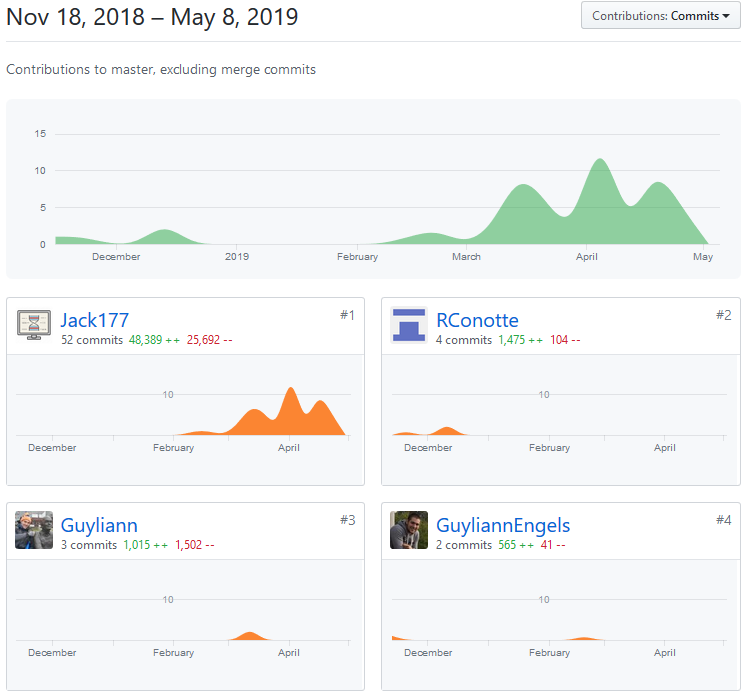 Nov 18, 2018 – May 8, 2019
Contributions: Commits
Contributions to master, excluding merge commits
15
10
5
0
December 2019 February March April May
Jack177 #1
52 commits 48,389 ++ 25,692 --
10
December February April
RConotte #2
4 commits 1,475 ++ 104 --
10
December February April
Guyliann #3
3 commits 1,015 ++ 1,502 --
10
December February April
GuyliannEngels #4
2 commits 565 ++ 41 --
10
December February April